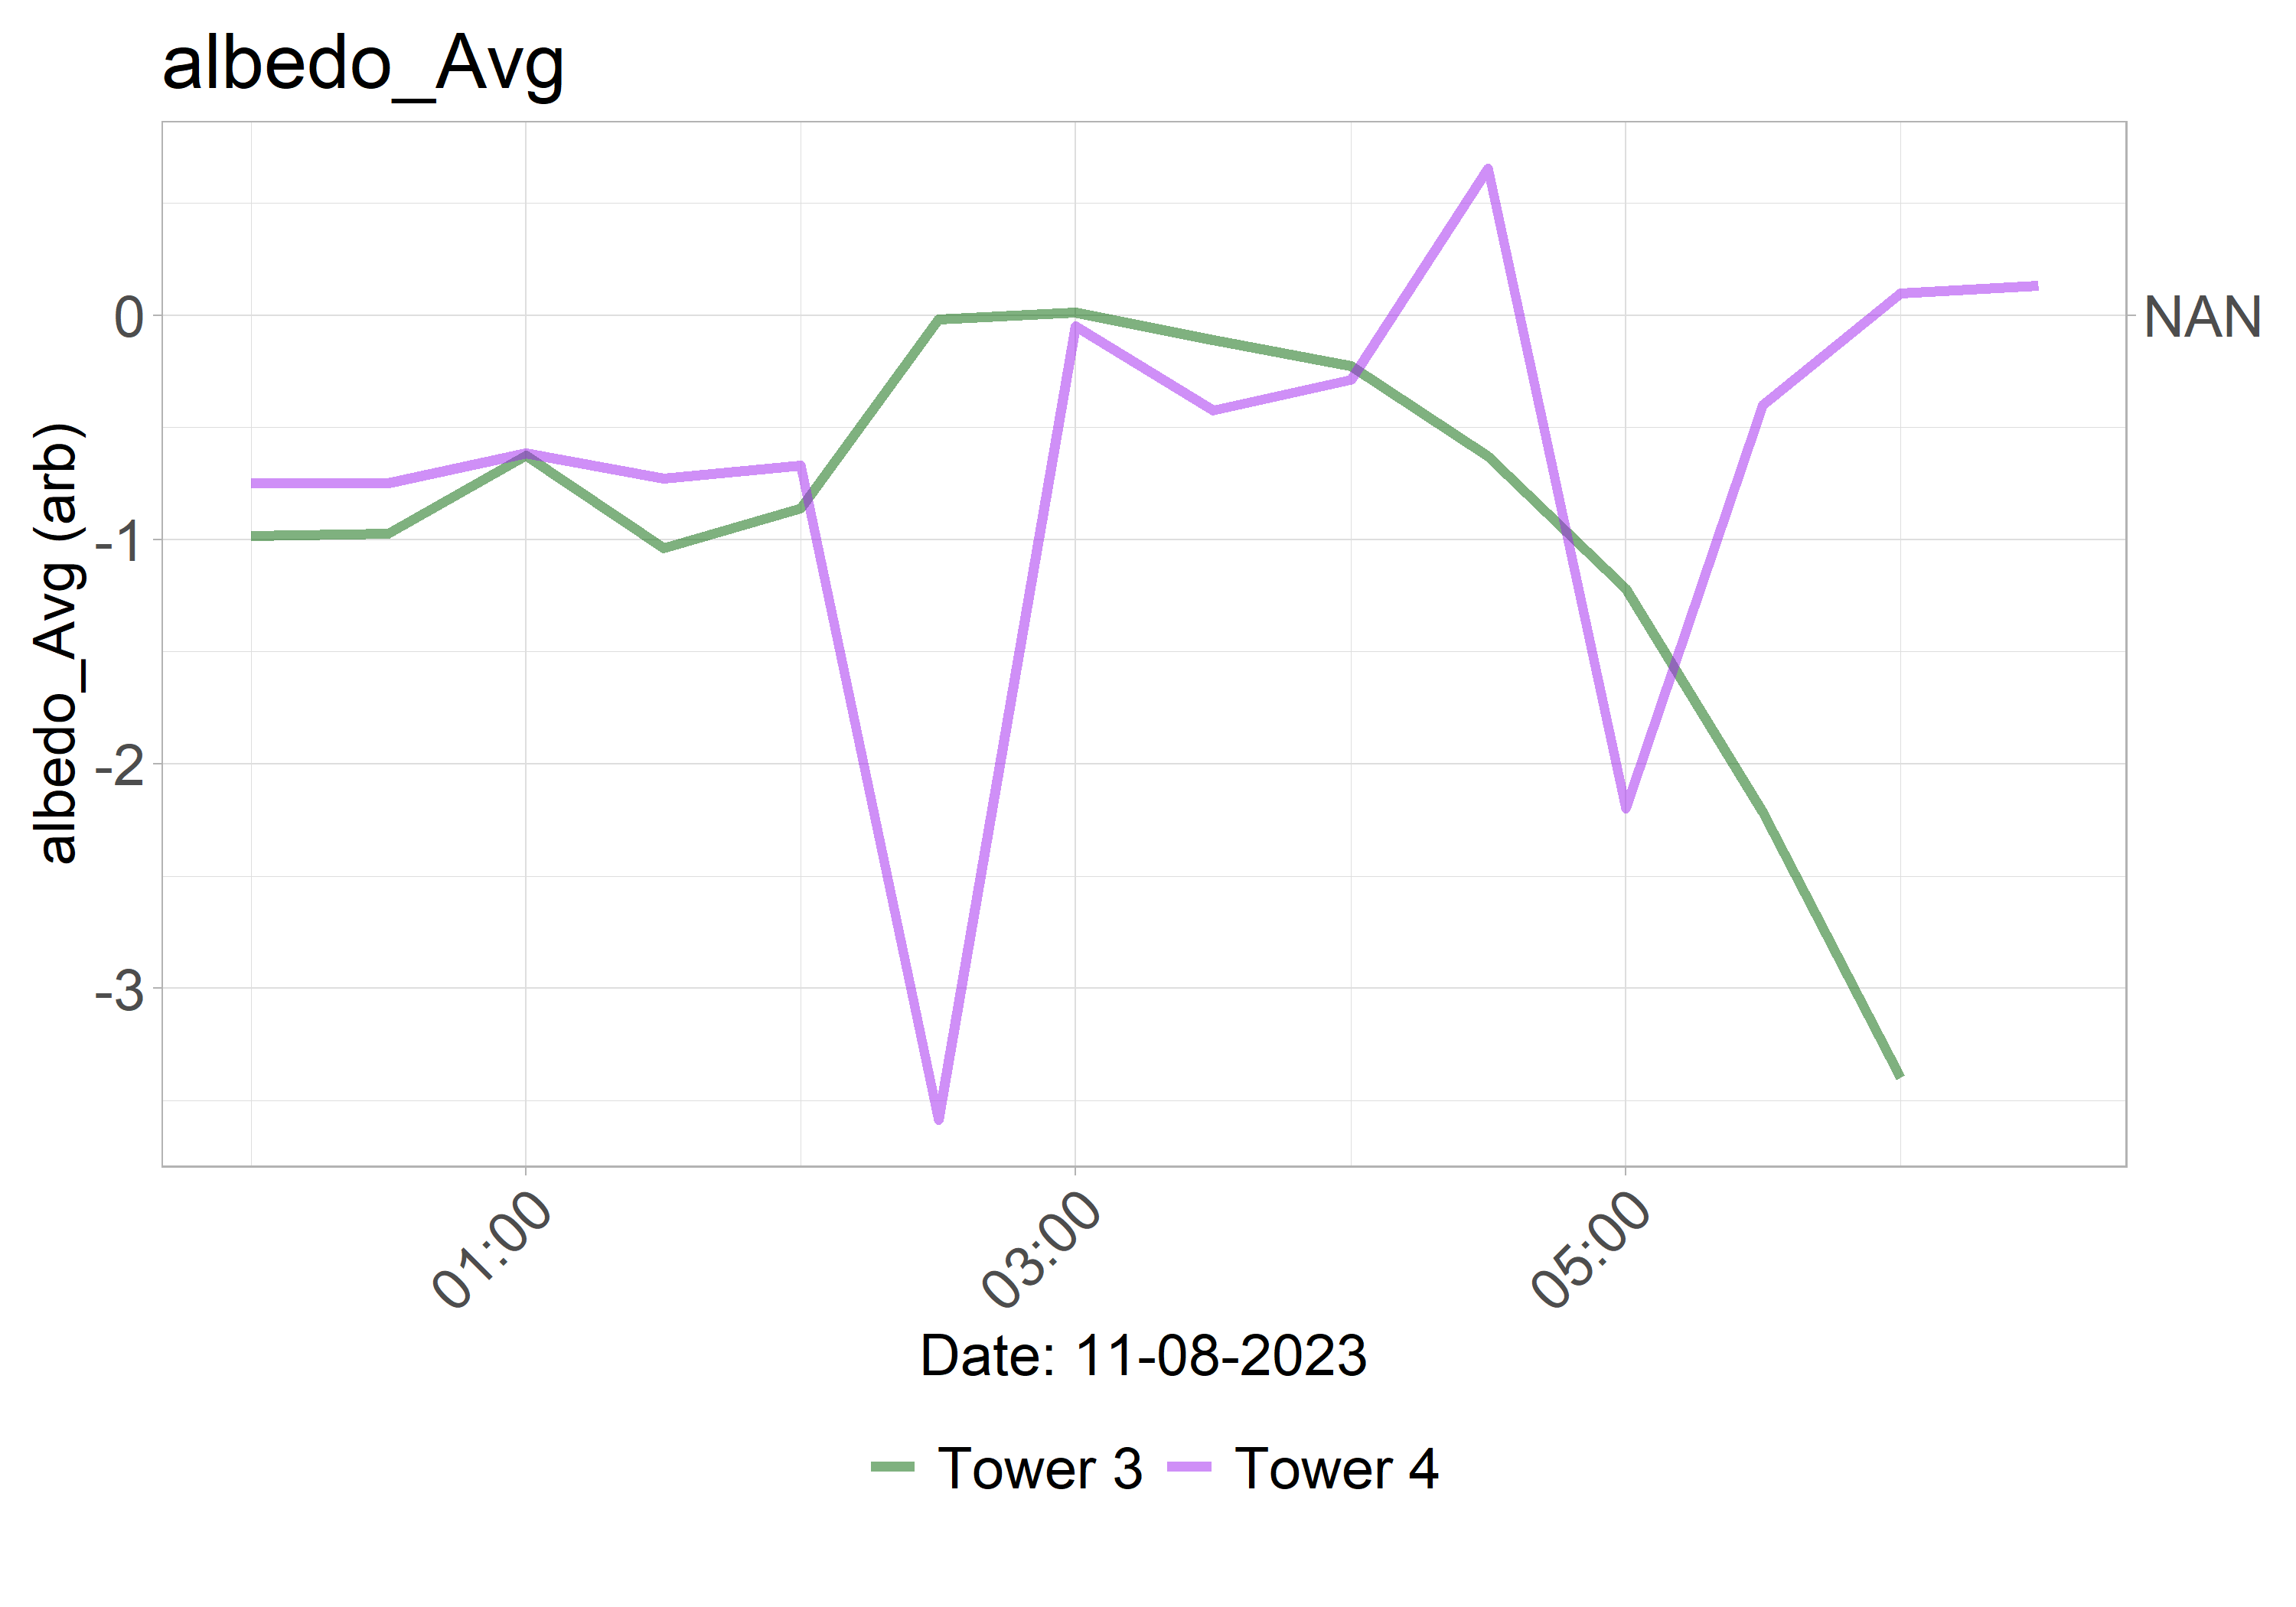 albedo_Avg
albedo_Avg (arb)
0
-1
-2
-3
NAN
01:00
03:00
05:00
Date: 11-08-2023
Tower 3
Tower 4